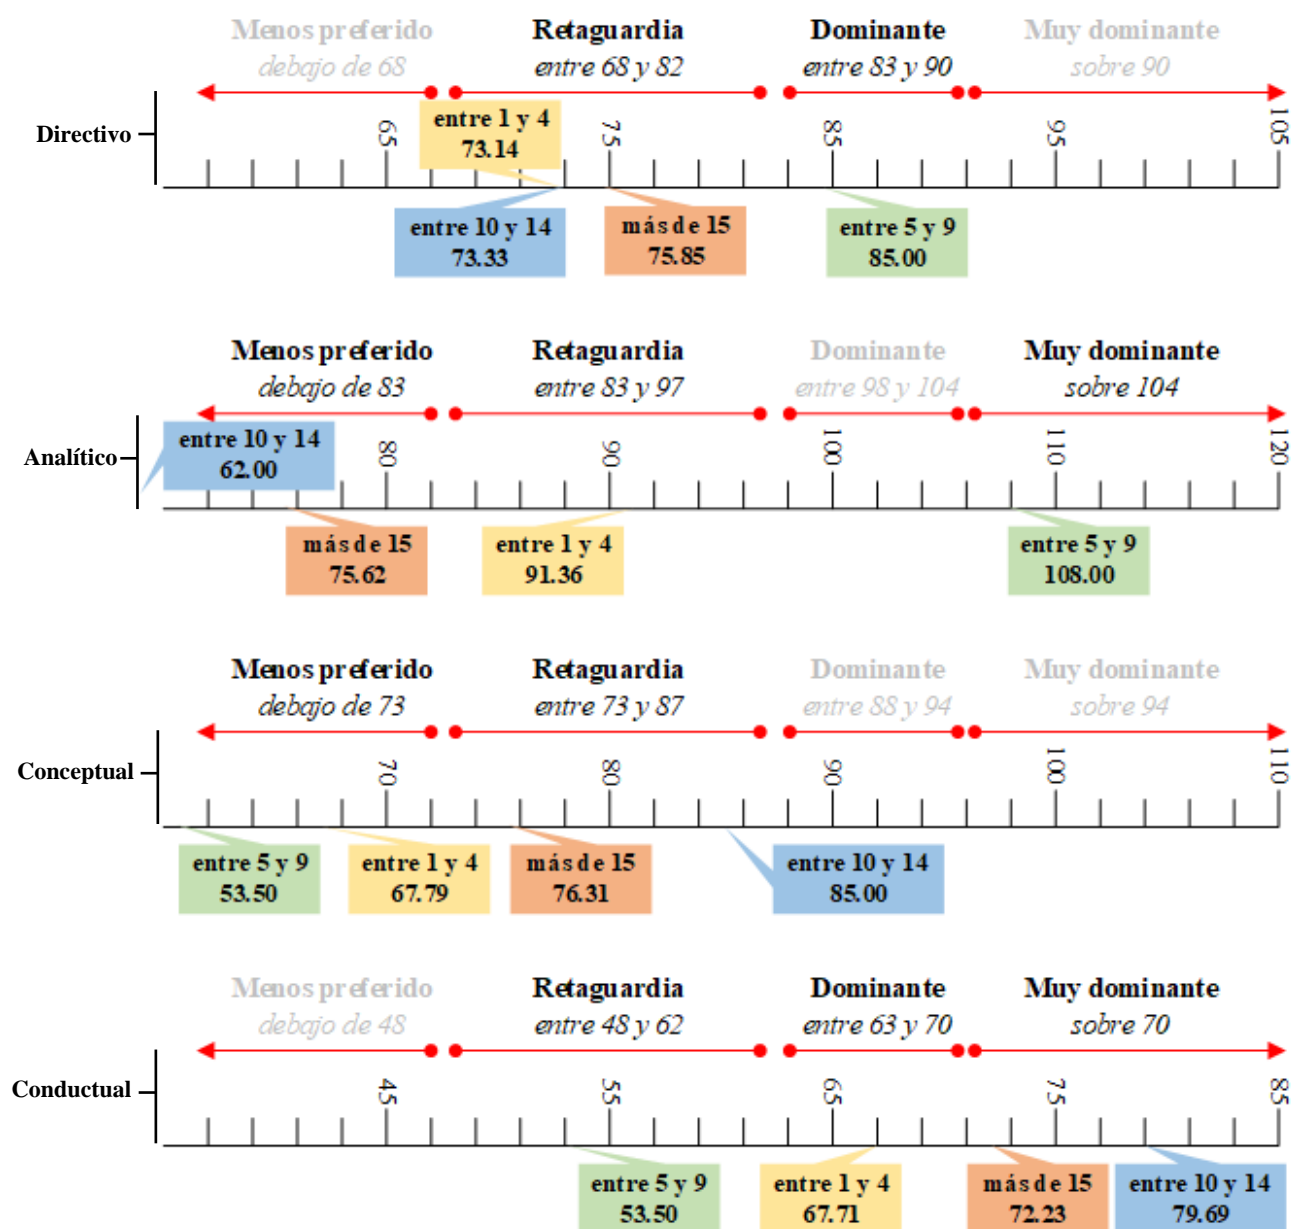 Menos preferido Retaguardia Dominante Muy dominante
debajo de 68 entre 68 y 82 entre 83 y 90 sobre 90
Directivo
65 75 85 95 105
entre 1 y 4
73.14
entre 10 y 14 más de 15 entre 5 y 9
73.33 75.85 85.00
Menos preferido Retaguardia Dominante Muy dominante
debajo de 83 entre 83 y 97 entre 98 y 104 sobre 104
Analítico
80 90 100 110 120
entre 10 y 14
62.00
más de 15 entre 1 y 4 entre 5 y 9
75.62 91.36 108.00
Menos preferido Retaguardia Dominante Muy dominante
debajo de 73 entre 73 y 87 entre 88 y 94 sobre 94
Conceptual
70 80 90 100 110
entre 5 y 9 entre 1 y 4 más de 15 entre 10 y 14
53.50 67.79 76.31 85.00
Menos preferido Retaguardia Dominante Muy dominante
debajo de 48 entre 48 y 62 entre 63 y 70 sobre 70
Conductual
45 55 65 75 85
entre 5 y 9 entre 1 y 4 más de 15 entre 10 y 14
53.50 67.71 72.23 79.69